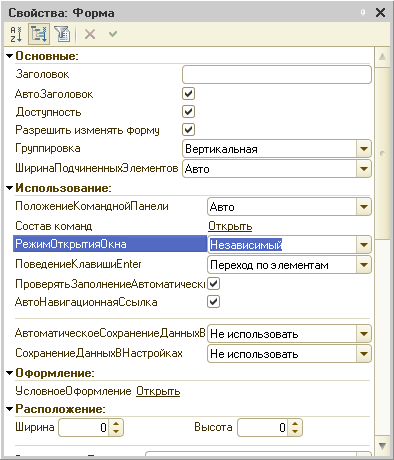 Свойства: Форма
Основные:
Заголовок
АвтоЗаголовок
Доступность
Разрешить изменять форму
Группировка Вертикальная
ШиринаПодчиненныхЭлементов Авто
Использование:
ПоложениеКоманднойПанели Авто
Состав команд Открыть
РежимОткрытияОкна Независимый
ПоведениеКлавишиEnter Переход по элементам
ПроверятьЗаполнениеАвтоматическ
АвтоНавигационнаяСсылка
АвтоматическоеСохранениеДанныхВ Не использовать
СохранениеДанныхВНастройках Не использовать
Оформление:
УсловноеОформление Открыть
Расположение:
Ширина 0 Высота 0